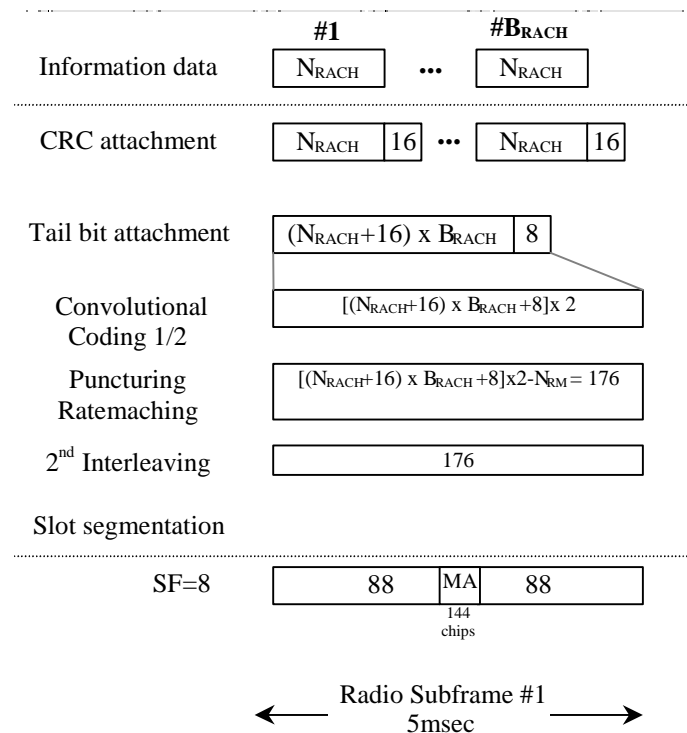 #1 #BRACH
Information data NRACH ... NRACH
CRC attachment NRACH 16 ... NRACH 16
Tail bit attachment (NRACH+16) x BRACH 8
Convolutional
Coding 1/2
[(NRACH+16) x BRACH+8]x 2
Puncturing
Ratemaching
[(NRACH+16) x BRACH+8]x2-NRM = 176
2nd Interleaving 176
Slot segmentation
SF=8 88 MA 88
144
chips
Radio Subframe #1
5msec